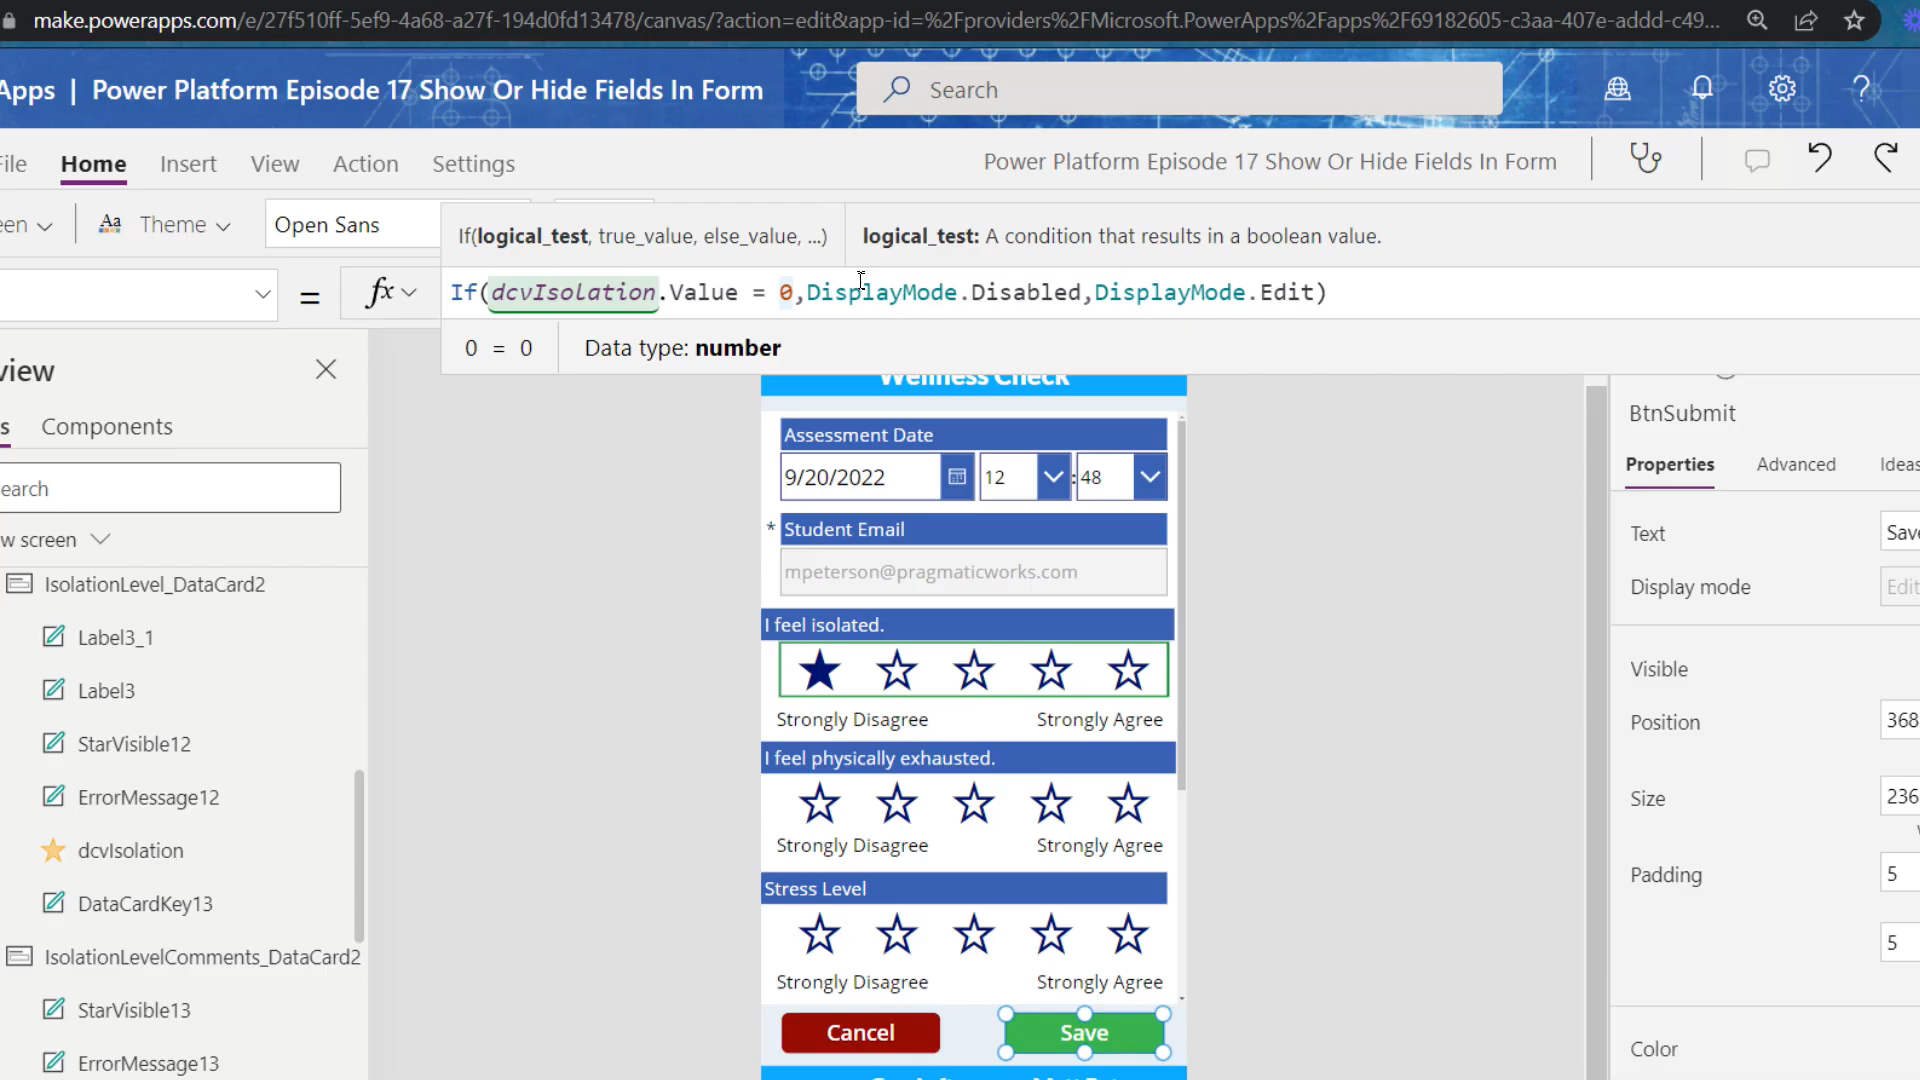 make.powerapps.com/e/27f510ff-5ef9-4a68-a27f-194d0fd13478/canvas/?action=edit&app-id=%2Fproviders%2FMicrosoft.PowerApps%2Fapps%2F69182605-c3aa-407e-addd-c49...
Apps | Power Platform Episode 17 Show Or Hide Fields In Form
Search
File Home Insert View Action Settings
Power Platform Episode 17 Show Or Hide Fields In Form
een Theme Open Sans
If(logical_test, true_value, else_value, ...) logical_test: A condition that results in a boolean value.
= fx If(dcvIsolation.Value = 0,DisplayMode.Disabled,DisplayMode.Edit)
0 = 0 Data type: number
view
s Components
earch
w screen
IsolationLevel_DataCard2
Label3_1
Label3
StarVisible12
ErrorMessage12
dcvIsolation
DataCardKey13
IsolationLevelComments_DataCard2
StarVisible13
ErrorMessage13
Wellness Check
Assessment Date
9/20/2022 12 : 48
* Student Email
mpeterson@pragmaticworks.com
I feel isolated.
Strongly Disagree Strongly Agree
I feel physically exhausted.
Strongly Disagree Strongly Agree
Stress Level
Strongly Disagree Strongly Agree
Cancel Save
BtnSubmit
Properties Advanced Ideas
Text Save
Display mode Edit
Visible
Position 368
Size 236
Padding 5
5
Color